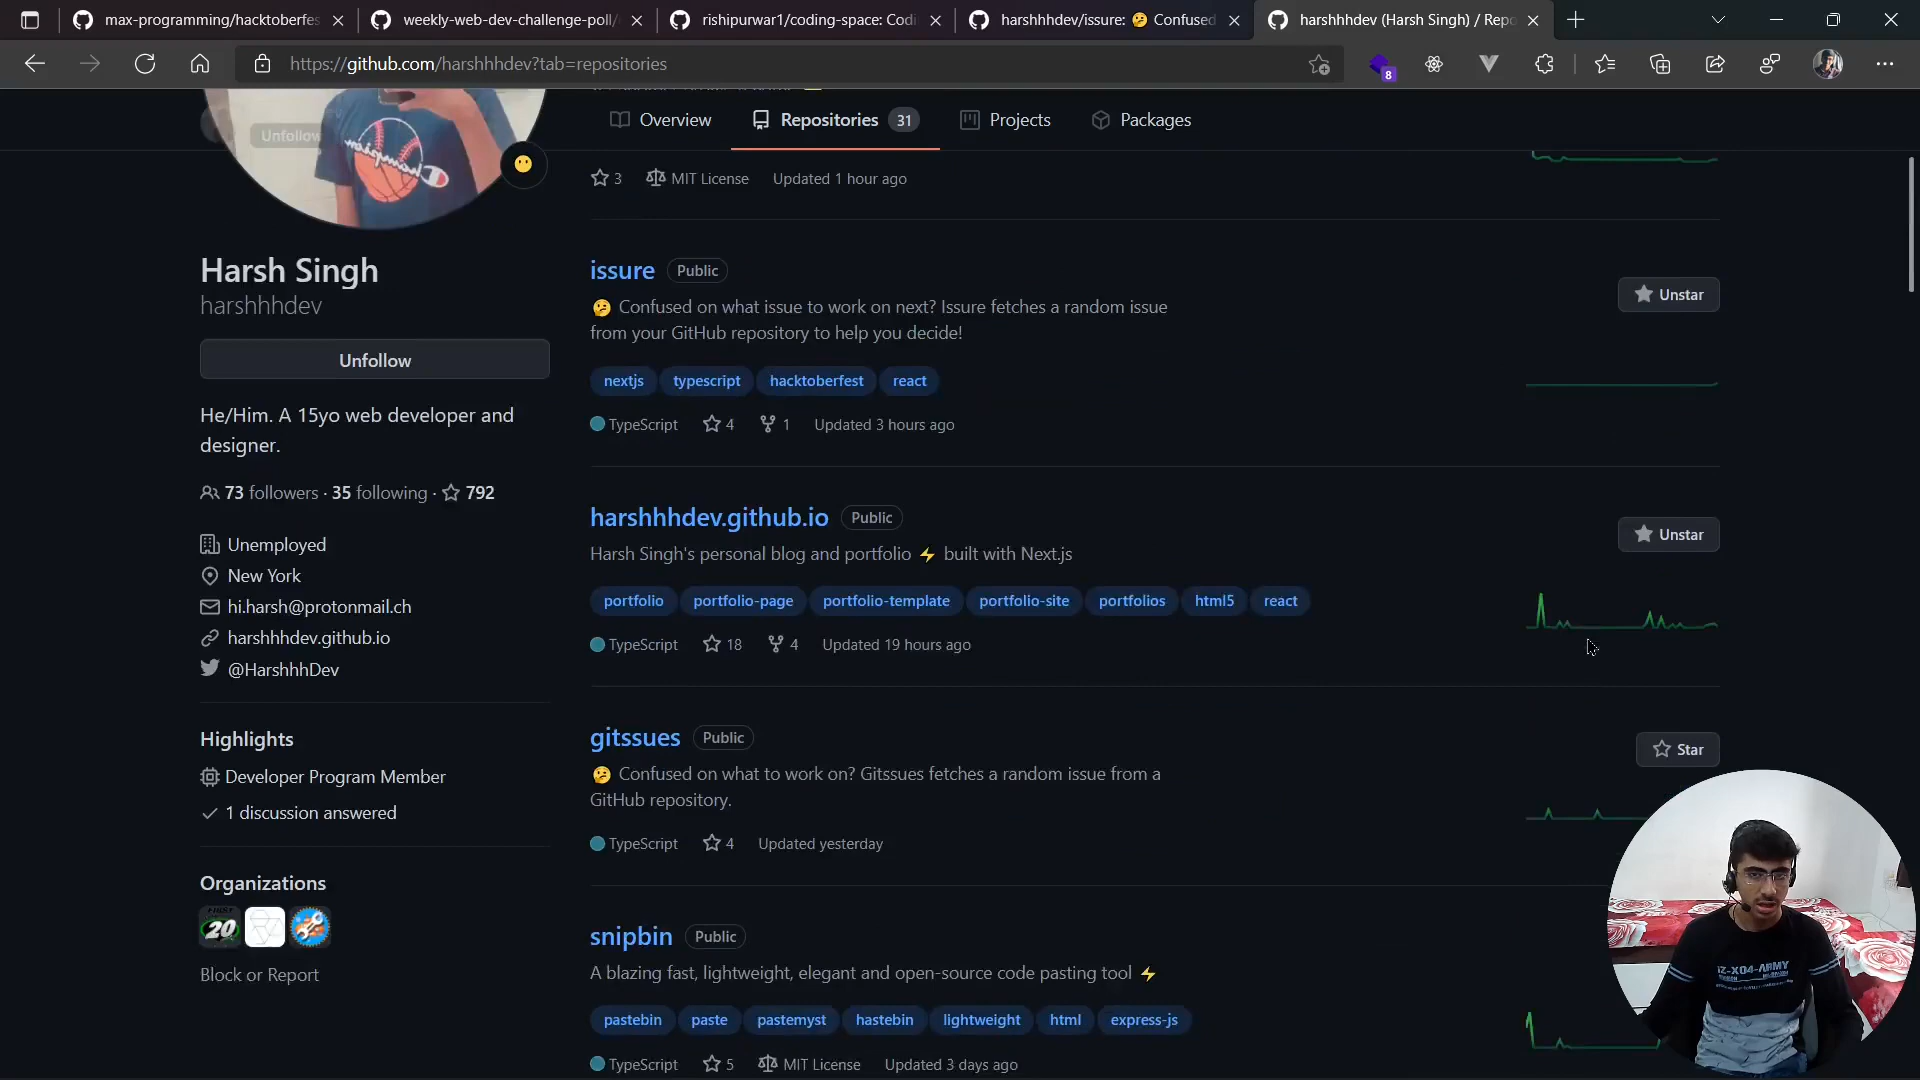 max-programming/hacktoberfes
weekly-web-dev-challenge-poll/
rishipurwar1/coding-space: Codi
harshhhdev/issure: 🤔 Confused
harshhhdev (Harsh Singh) / Repo
https://github.com/harshhhdev?tab=repositories
8
Overview
Repositories 31
Projects
Packages
Unfollow
3 MIT License Updated 1 hour ago
Harsh Singh
harshhhdev
Unfollow
He/Him. A 15yo web developer and
designer.
73 followers · 35 following · 792
Unemployed
New York
hi.harsh@protonmail.ch
harshhhdev.github.io
@HarshhhDev
Highlights
Developer Program Member
1 discussion answered
Organizations
20
Block or Report
issure Public
Unstar
🤔 Confused on what issue to work on next? Issure fetches a random issue
from your GitHub repository to help you decide!
nextjs typescript hacktoberfest react
TypeScript 4 1 Updated 3 hours ago
harshhhdev.github.io Public
Unstar
Harsh Singh's personal blog and portfolio ⚡ built with Next.js
portfolio portfolio-page portfolio-template portfolio-site portfolios html5 react
TypeScript 18 4 Updated 19 hours ago
gitssues Public
Star
🤔 Confused on what to work on? Gitssues fetches a random issue from a
GitHub repository.
TypeScript 4 Updated yesterday
snipbin Public
A blazing fast, lightweight, elegant and open-source code pasting tool ⚡
pastebin paste pastemyst hastebin lightweight html express-js
TypeScript 5 MIT License Updated 3 days ago
IZ-X04-ARMY